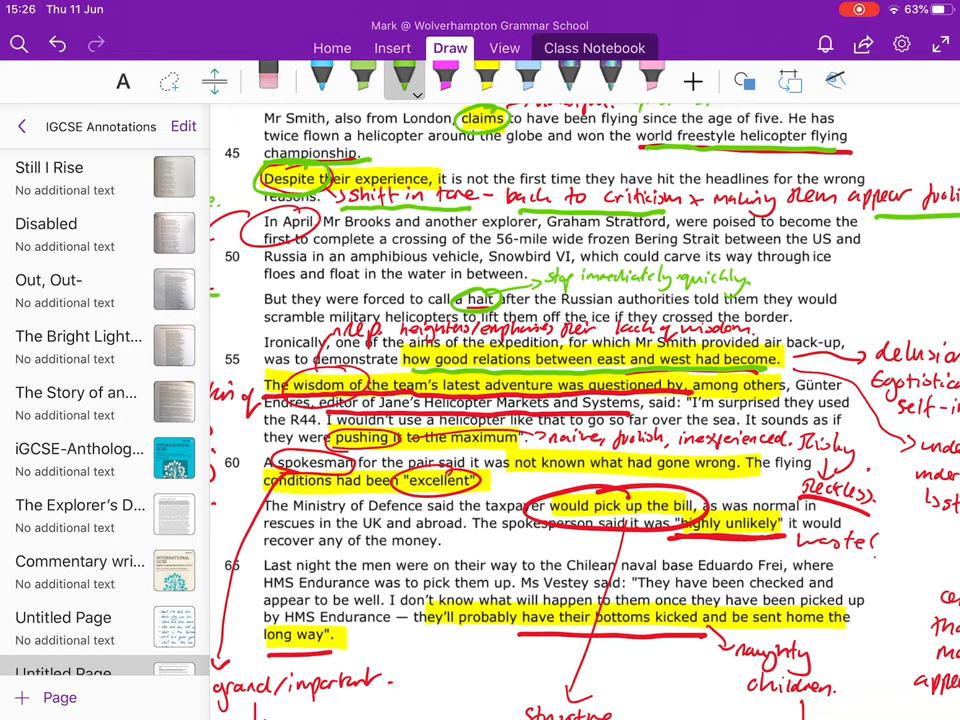 15:26 Thu 11 Jun
63%
Mark @ Wolverhampton Grammar School
Home Insert Draw View Class Notebook
A
IGCSE Annotations Edit
Still I Rise
No additional text
Disabled
No additional text
Out, Out-
No additional text
The Bright Light...
No additional text
The Story of an...
No additional text
iGCSE-Antholog...
No additional text
The Explorer's D...
No additional text
Commentary wri...
No additional text
Untitled Page
No additional text
Untitled Page
Page
Mr Smith, also from London, claims to have been flying since the age of five. He has
twice flown a helicopter around the globe and won the world freestyle helicopter flying
45 championship.
Despite their experience, it is not the first time they have hit the headlines for the wrong
reasons.
shift in tone - back to criticism & making them appear
In April, Mr Brooks and another explorer, Graham Stratford, were poised to become the
first to complete a crossing of the 56-mile wide frozen Bering Strait between the US and
50 Russia in an amphibious vehicle, Snowbird VI, which could carve its way through ice
floes and float in the water in between.
stop immediately/quickly.
But they were forced to call a halt after the Russian authorities told them they would
scramble military helicopters to lift them off the ice if they crossed the border.
rep. heightens/emphasises their lack of wisdom.
Ironically, one of the aims of the expedition, for which Mr Smith provided air back-up,
55 was to demonstrate how good relations between east and west had become.
The wisdom of the team's latest adventure was questioned by, among others, Günter
Endres, editor of Jane's Helicopter Markets and Systems, said: "I'm surprised they used
the R44. I wouldn't use a helicopter like that to go so far over the sea. It sounds as if
they were pushing it to the maximum".
naive, foolish, inexperienced. Risky
reckless.
60 A spokesman for the pair said it was not known what had gone wrong. The flying
conditions had been "excellent".
The Ministry of Defence said the taxpayer would pick up the bill, as was normal in
rescues in the UK and abroad. The spokesperson said it was "highly unlikely" it would
recover any of the money.
waste!
65 Last night the men were on their way to the Chilean naval base Eduardo Frei, where
HMS Endurance was to pick them up. Ms Vestey said: "They have been checked and
appear to be well. I don't know what will happen to them once they have been picked up
by HMS Endurance — they'll probably have their bottoms kicked and be sent home the
long way".
naughty
children.
grand/important.